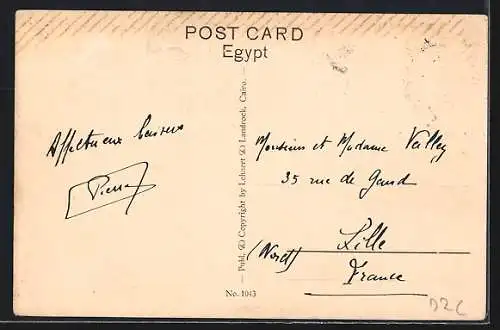 POST CARD
Egypt
Affectueux baisers
Pierre
Publ. & Copyright by Lehnert & Landrock, Cairo.
No. 1043
Monsieur et Madame
35 rue de Gand
Lille
(Nord)
France
D2C